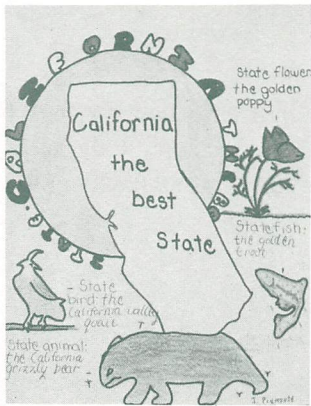 CALIFORNIA THE
State flower
the golden
poppy
California
the
best
State
State fish:
the golden
trout
- State
bird: the
California valley
quail
State animal:
the California
grizzly bear